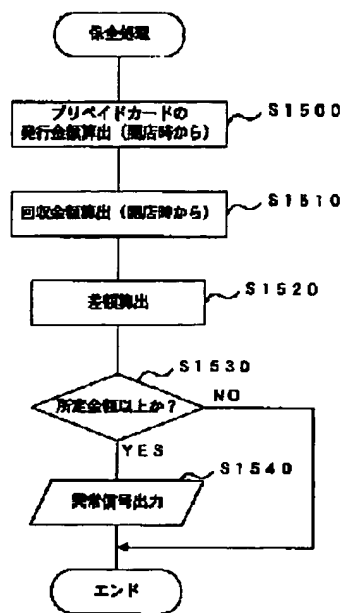 保全処理
プリペイドカードの
発行金額算出（開店時から）
S1500
回収金額算出（開店時から）
S1510
差額算出
S1520
所定金額以上か？
S1530
NO
YES
異常信号出力
S1540
エンド